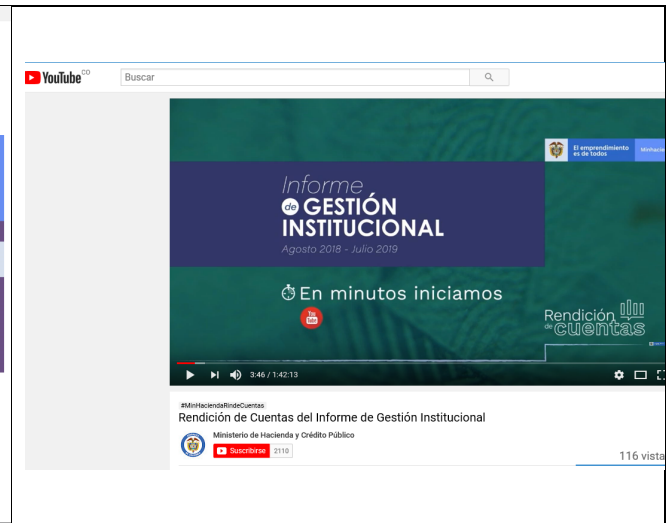 YouTube CO
Buscar
El emprendimiento
es de todos
Minhacie
Informe
de GESTIÓN
INSTITUCIONAL
Agosto 2018 - Julio 2019
En minutos iniciamos
You
Tube
Rendición
de cuentas
3:46 / 1:42:13
#MinHaciendaRindeCuentas
Rendición de Cuentas del Informe de Gestión Institucional
Ministerio de Hacienda y Crédito Público
Suscribirse 2110
116 vista